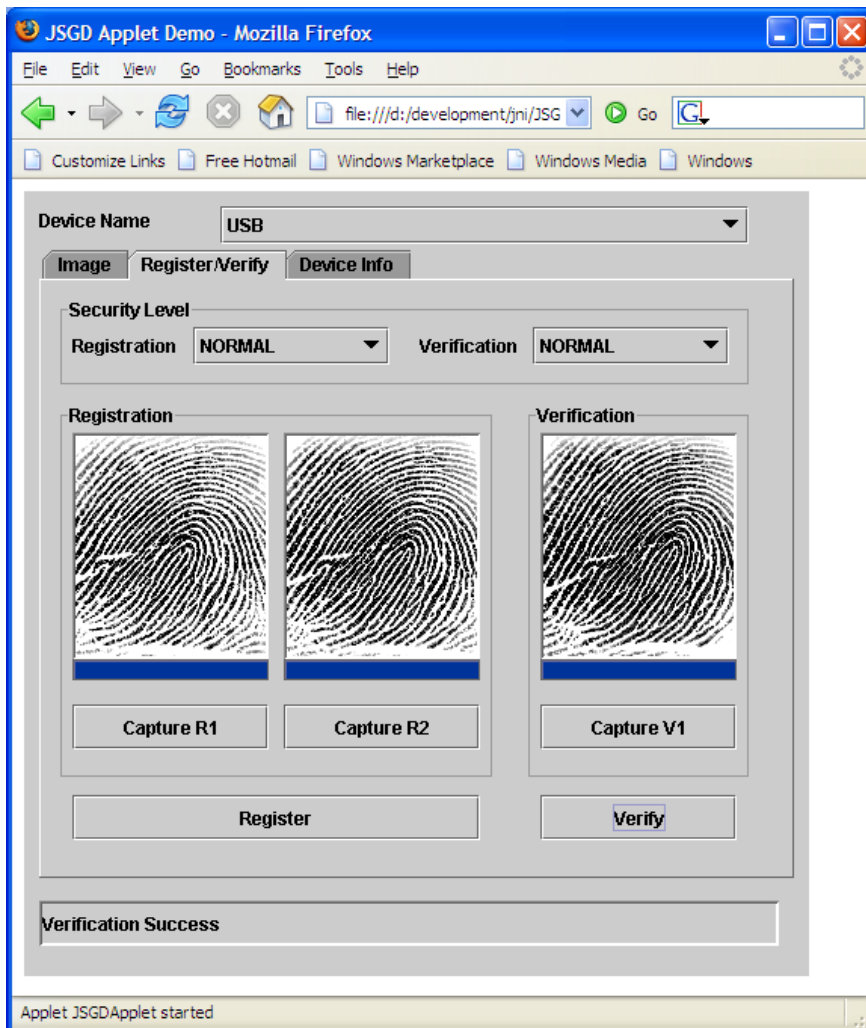 JSGD Applet Demo - Mozilla Firefox
File Edit View Go Bookmarks Tools Help
file:///d:/development/jni/JSG Go G
Customize Links Free Hotmail Windows Marketplace Windows Media Windows
Device Name USB
Image Register/Verify Device Info
Security Level
Registration NORMAL Verification NORMAL
Registration Verification
Capture R1 Capture R2 Capture V1
Register Verify
Verification Success
Applet JSGDApplet started